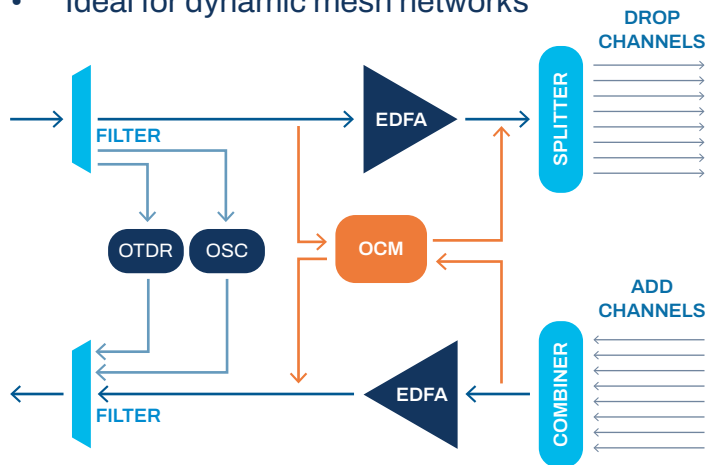 • Ideal for dynamic mesh networks
DROP
CHANNELS
EDFA
SPLITTER
FILTER
OTDR
OSC
OCM
ADD
CHANNELS
COMBINER
EDFA
FILTER